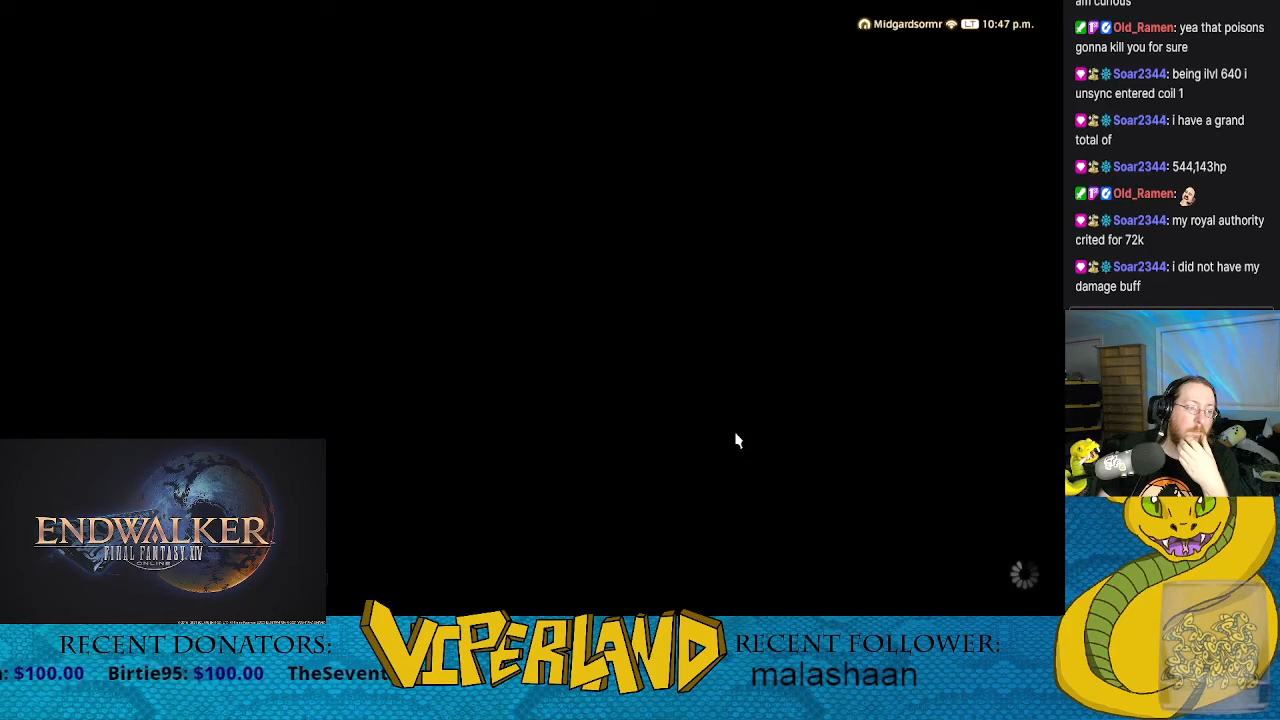 Midgardsormr LT 10:47 p.m.
am curious
Old_Ramen: yea that poisons
gonna kill you for sure
Soar2344: being ilvl 640 i
unsync entered coil 1
Soar2344: i have a grand
total of
Soar2344: 544,143hp
Old_Ramen:
Soar2344: my royal authority
crited for 72k
Soar2344: i did not have my
damage buff
ENDWALKER
FINAL FANTASY XIV
ONLINE
RECENT DONATORS:
: $100.00 Birtie95: $100.00 TheSevent
VIPERLAND
RECENT FOLLOWER:
malashaan